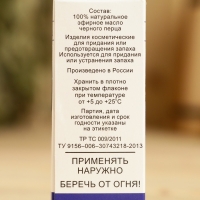 Состав:
100% натуральное
эфирное масло
черного перца
Изделия косметические
для придания или
предотвращения запаха
Используется для придания
или устранения запаха
Произведено в России
Хранить в плотно
закрытом флаконе
при температуре
от +5 до +25°С
Партия, дата
изготовления и срок
годности указаны
на этикетке
ТР ТС 009/2011
ТУ 9156-006-30743218-2013
ПРИМЕНЯТЬ
НАРУЖНО
БЕРЕЧЬ ОТ ОГНЯ!